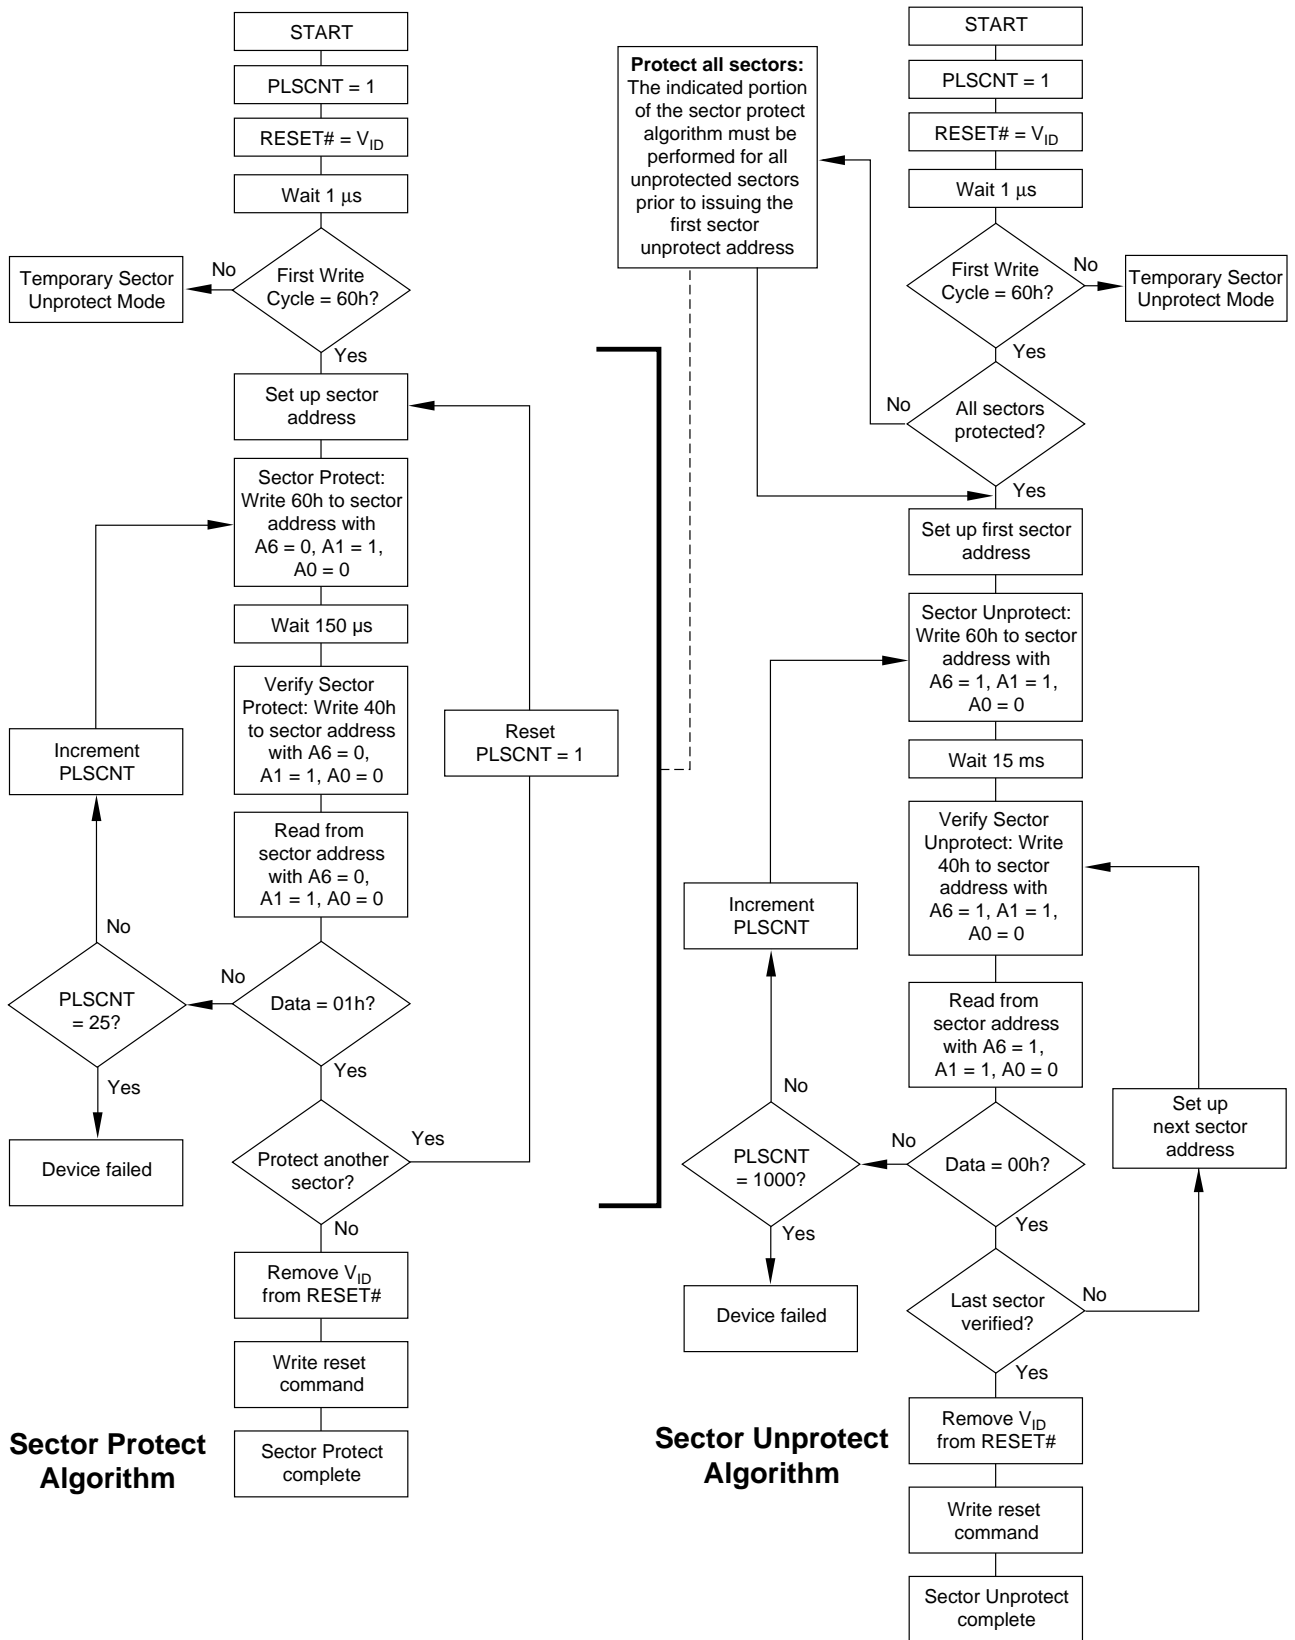 START
PLSCNT = 1
RESET# = VID
Wait 1 μs
First Write
Cycle = 60h?
No
Temporary Sector
Unprotect Mode
Yes
Set up sector
address
Sector Protect:
Write 60h to sector
address with
A6 = 0, A1 = 1,
A0 = 0
Wait 150 µs
Verify Sector
Protect: Write 40h
to sector address
with A6 = 0,
A1 = 1, A0 = 0
Reset
PLSCNT = 1
Increment
PLSCNT
Read from
sector address
with A6 = 0,
A1 = 1, A0 = 0
No
PLSCNT
= 25?
No
Data = 01h?
Yes
Yes
Device failed
Protect another
sector?
Yes
No
Remove VID
from RESET#
Write reset
command
Sector Protect
complete
Sector Protect
Algorithm
Protect all sectors:
The indicated portion
of the sector protect
algorithm must be
performed for all
unprotected sectors
prior to issuing the
first sector
unprotect address
START
PLSCNT = 1
RESET# = VID
Wait 1 μs
First Write
Cycle = 60h?
No
Temporary Sector
Unprotect Mode
Yes
No
All sectors
protected?
Yes
Set up first sector
address
Sector Unprotect:
Write 60h to sector
address with
A6 = 1, A1 = 1,
A0 = 0
Wait 15 ms
Verify Sector
Unprotect: Write
40h to sector
address with
A6 = 1, A1 = 1,
A0 = 0
Increment
PLSCNT
Read from
sector address
with A6 = 1,
A1 = 1, A0 = 0
No
PLSCNT
= 1000?
No
Data = 00h?
Set up
next sector
address
Yes
Yes
Device failed
Last sector
verified?
No
Yes
Remove VID
from RESET#
Write reset
command
Sector Unprotect
complete
Sector Unprotect
Algorithm